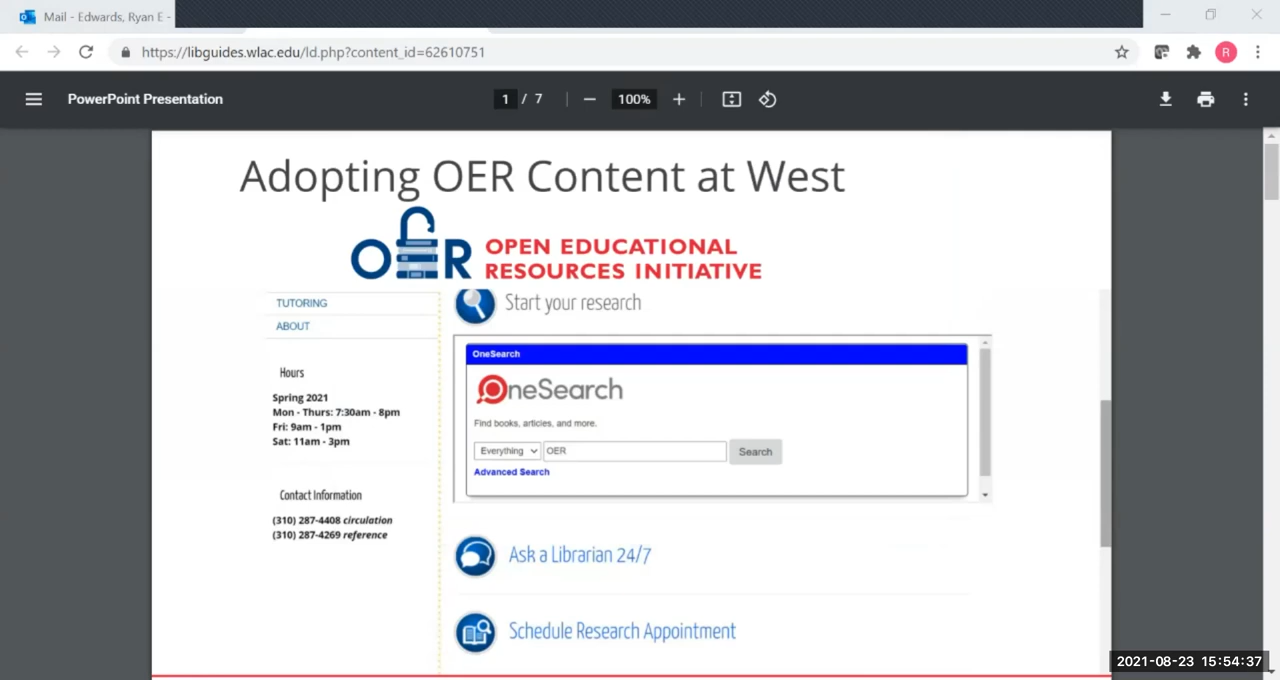 Mail - Edwards, Ryan E -
https://libguides.wlac.edu/ld.php?content_id=62610751
R
PowerPoint Presentation
1 / 7
100%
Adopting OER Content at West
OER OPEN EDUCATIONAL
RESOURCES INITIATIVE
TUTORING
ABOUT
Hours
Spring 2021
Mon - Thurs: 7:30am - 8pm
Fri: 9am - 1pm
Sat: 11am - 3pm
Contact Information
(310) 287-4408 circulation
(310) 287-4269 reference
Start your research
OneSearch
OneSearch
Find books, articles, and more.
Everything OER Search
Advanced Search
Ask a Librarian 24/7
Schedule Research Appointment
2021-08-23 15:54:37